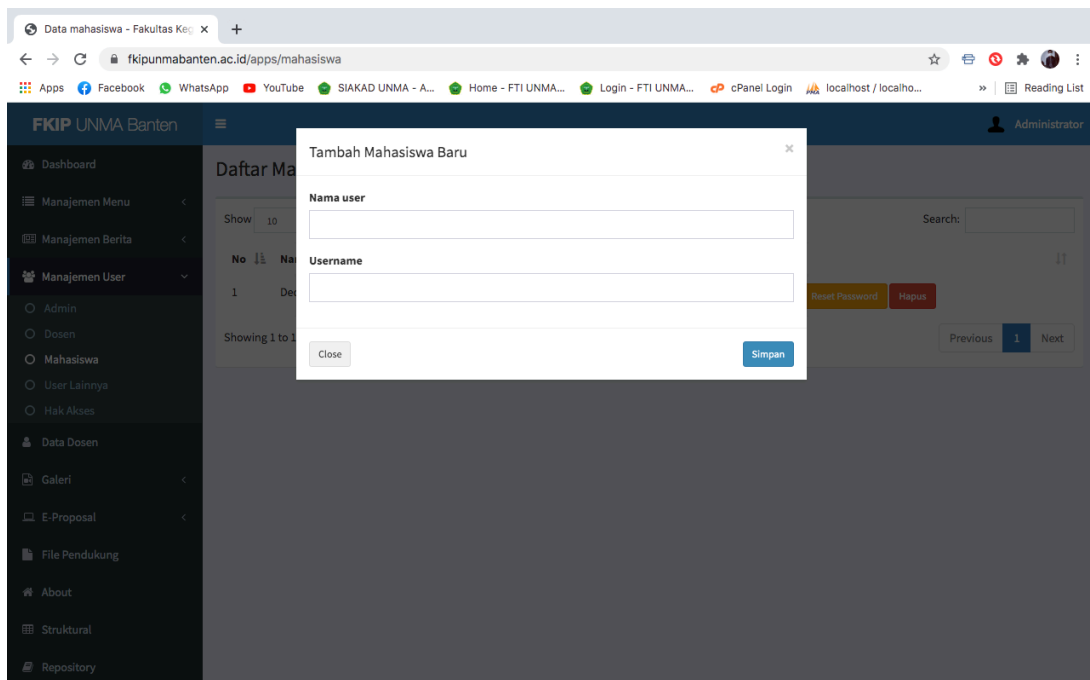 Data mahasiswa - Fakultas Keg
fkipunmabanten.ac.id/apps/mahasiswa
Apps Facebook WhatsApp YouTube SIAKAD UNMA - A... Home - FTI UNMA... Login - FTI UNMA... cPanel Login localhost / localho... » Reading List
FKIP UNMA Banten
Administrator
Dashboard
Manajemen Menu
Manajemen Berita
Manajemen User
Admin
Dosen
Mahasiswa
User Lainnya
Hak Akses
Data Dosen
Galeri
E-Proposal
File Pendukung
About
Struktural
Repository
Daftar Ma
Show 10
Search:
No Na
1 Dec
Reset Password Hapus
Showing 1 to 1
Previous 1 Next
Tambah Mahasiswa Baru ×
Nama user
Username
Close Simpan